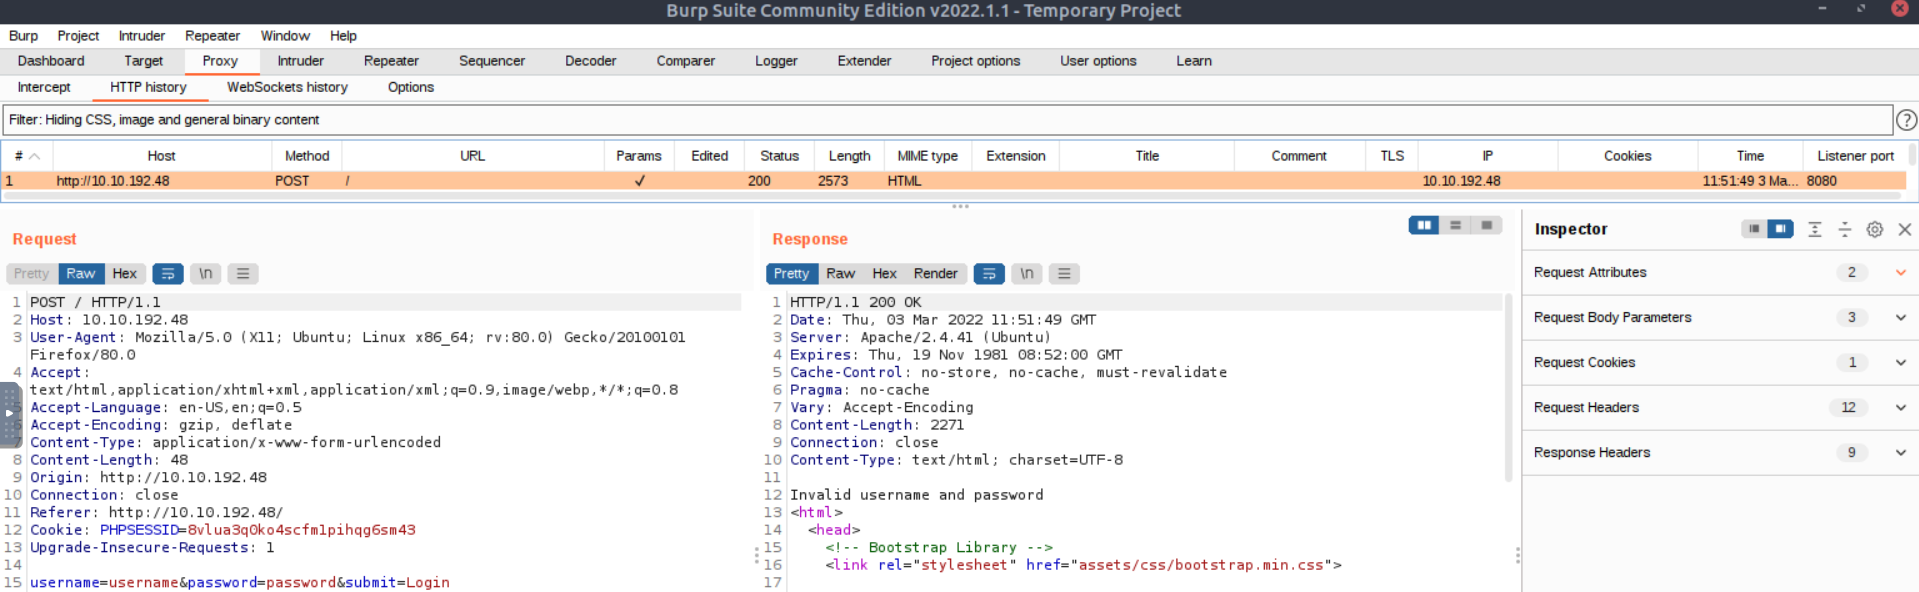 Burp Suite Community Edition v2022.1.1 - Temporary Project
Burp Project Intruder Repeater Window Help
Dashboard Target Proxy Intruder Repeater Sequencer Decoder Comparer Logger Extender Project options User options Learn
Intercept HTTP history WebSockets history Options
Filter: Hiding CSS, image and general binary content
?
# Host Method URL Params Edited Status Length MIME type Extension Title Comment TLS IP Cookies Time Listener port
1 http://10.10.192.48 POST / ✓ 200 2573 HTML 10.10.192.48 11:51:49 3 Ma... 8080
Request
Pretty Raw Hex \n
1 POST / HTTP/1.1
2 Host: 10.10.192.48
3 User-Agent: Mozilla/5.0 (X11; Ubuntu; Linux x86_64; rv:80.0) Gecko/20100101
Firefox/80.0
4 Accept:
text/html,application/xhtml+xml,application/xml;q=0.9,image/webp,*/*;q=0.8
5 Accept-Language: en-US,en;q=0.5
6 Accept-Encoding: gzip, deflate
7 Content-Type: application/x-www-form-urlencoded
8 Content-Length: 48
9 Origin: http://10.10.192.48
10 Connection: close
11 Referer: http://10.10.192.48/
12 Cookie: PHPSESSID=8vlua3q0ko4scfmlpihqg6sm43
13 Upgrade-Insecure-Requests: 1
14
15 username=username&password=password&submit=Login
Response
Pretty Raw Hex Render \n
1 HTTP/1.1 200 OK
2 Date: Thu, 03 Mar 2022 11:51:49 GMT
3 Server: Apache/2.4.41 (Ubuntu)
4 Expires: Thu, 19 Nov 1981 08:52:00 GMT
5 Cache-Control: no-store, no-cache, must-revalidate
6 Pragma: no-cache
7 Vary: Accept-Encoding
8 Content-Length: 2271
9 Connection: close
10 Content-Type: text/html; charset=UTF-8
11
12 Invalid username and password
13 <html>
14 <head>
15 <!-- Bootstrap Library -->
16 <link rel="stylesheet" href="assets/css/bootstrap.min.css">
17
Inspector
Request Attributes 2
Request Body Parameters 3
Request Cookies 1
Request Headers 12
Response Headers 9